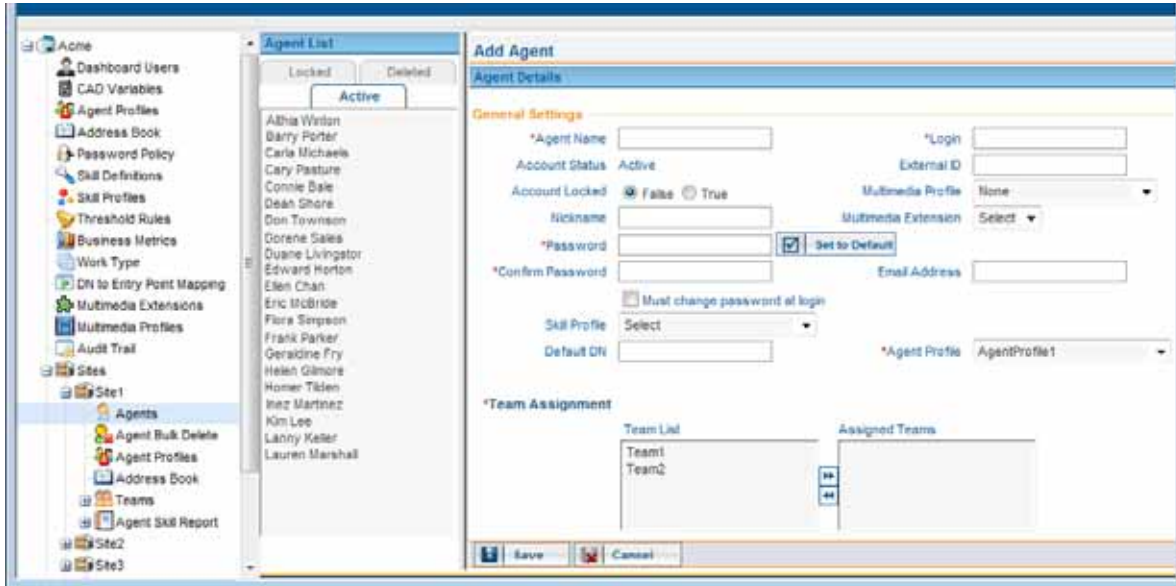 Acme
Dashboard Users
CAD Variables
Agent Profiles
Address Book
Password Policy
Skill Definitions
Skill Profiles
Threshold Rules
Business Metrics
Work Type
DN to Entry Point Mapping
Multimedia Extensions
Multimedia Profiles
Audit Trail
Sites
Site1
Agents
Agent Bulk Delete
Agent Profiles
Address Book
Teams
Agent Skill Report
Site2
Site3
Agent List
Locked Deleted
Active
Althia Winton
Barry Porter
Carla Michaels
Cary Pasture
Connie Bale
Dean Shore
Don Townson
Dorene Sales
Duane Livingstor
Edward Horton
Ellen Chan
Eric McBride
Flora Simpson
Frank Parker
Geraldine Fry
Helen Gilmore
Homer Tilden
Inez Martinez
Kim Lee
Lanny Keller
Lauren Marshall
Add Agent
Agent Details
General Settings
*Agent Name *Login
Account Status Active External ID
Account Locked False True Multimedia Profile None
Nickname Multimedia Extension Select
*Password Set to Default
*Confirm Password Email Address
Must change password at login
Skill Profile Select
Default DN *Agent Profile AgentProfile1
*Team Assignment
Team List Assigned Teams
Team1
Team2
Save Cancel